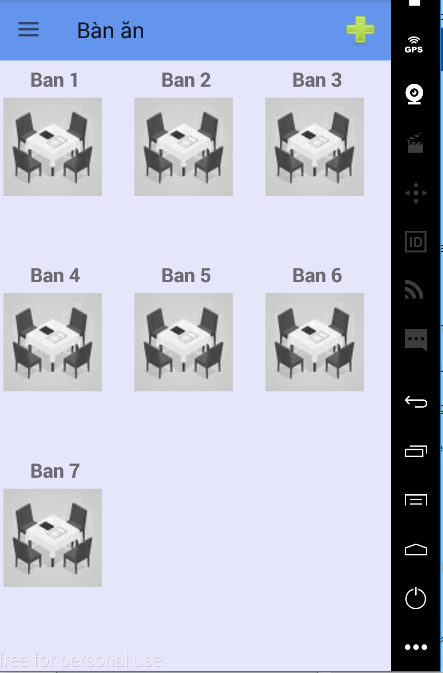 Bàn ăn
GPS
Ban 1
Ban 2
Ban 3
ID
Ban 4
Ban 5
Ban 6
Ban 7
free for personal use